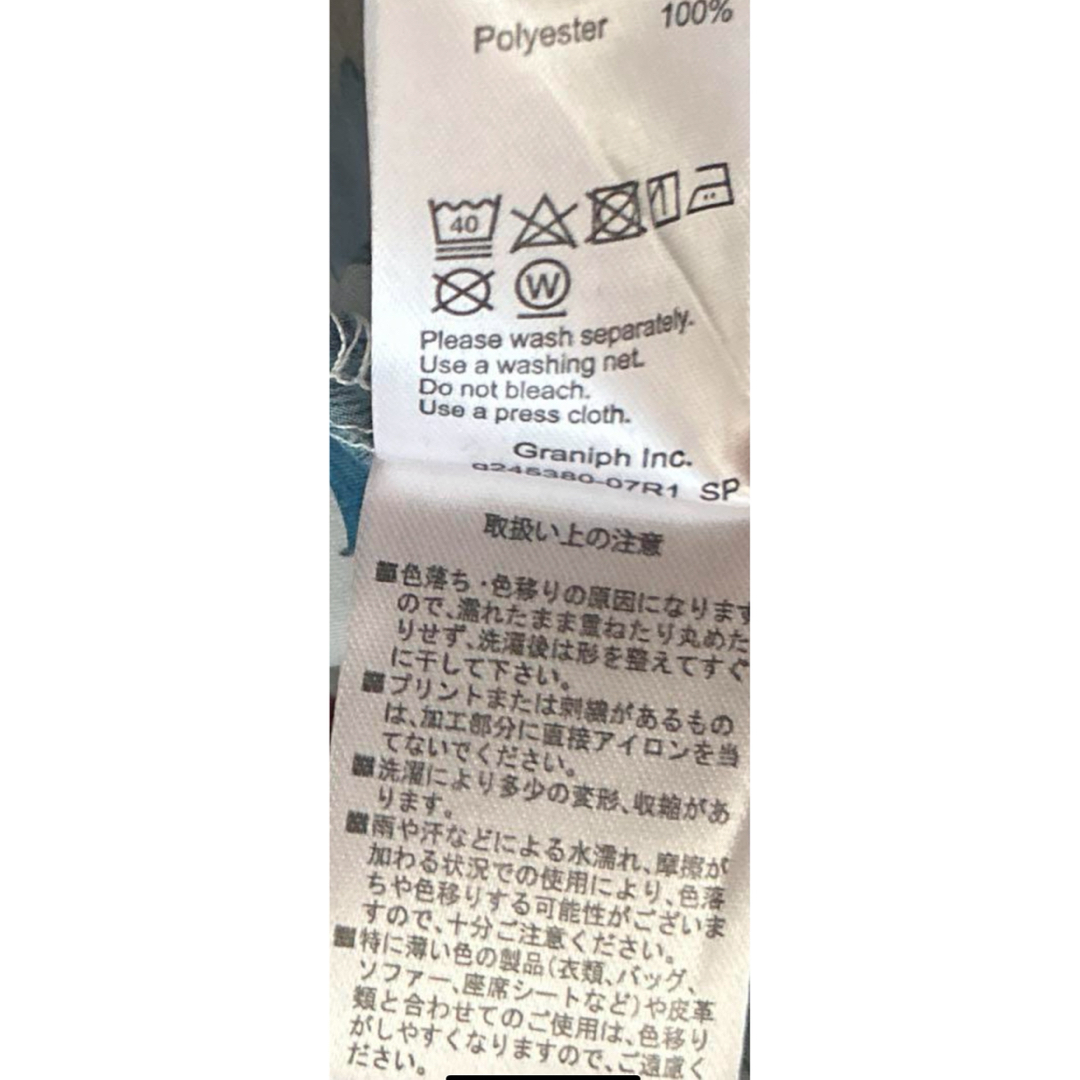 Polyester 100%
40
W
Please wash separately.
Use a washing net.
Do not bleach.
Use a press cloth.
Graniph Inc.
g245380-07R1 SP
取扱い上の注意
■色落ち・色移りの原因になります
ので、濡れたまま重ねたり丸めた
りせず、洗濯後は形を整えてすぐ
に干して下さい。
■プリントまたは刺繍があるもの
は、加工部分に直接アイロンを当
てないでください。
■洗濯により多少の変形、収縮があ
ります。
■雨や汗などによる水濡れ、摩擦が
加わる状況での使用により、色落
ちや色移りする可能性がございま
すので、十分ご注意ください。
■特に薄い色の製品(衣類、バッグ、
ソファー、座席シートなど)や皮革
類と合わせてのご使用は、色移り
がしやすくなりますので、ご遠慮く
ださい。